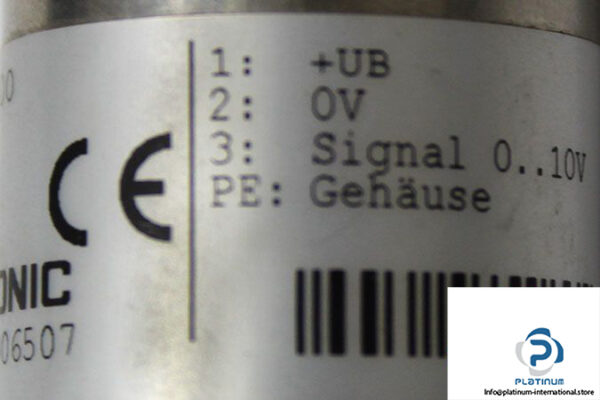 1: +UB
2: 0V
3: Signal 0..10V
PE: Gehäuse
CE
ONIC
06507
PLATINUM
info@platinum-international.store